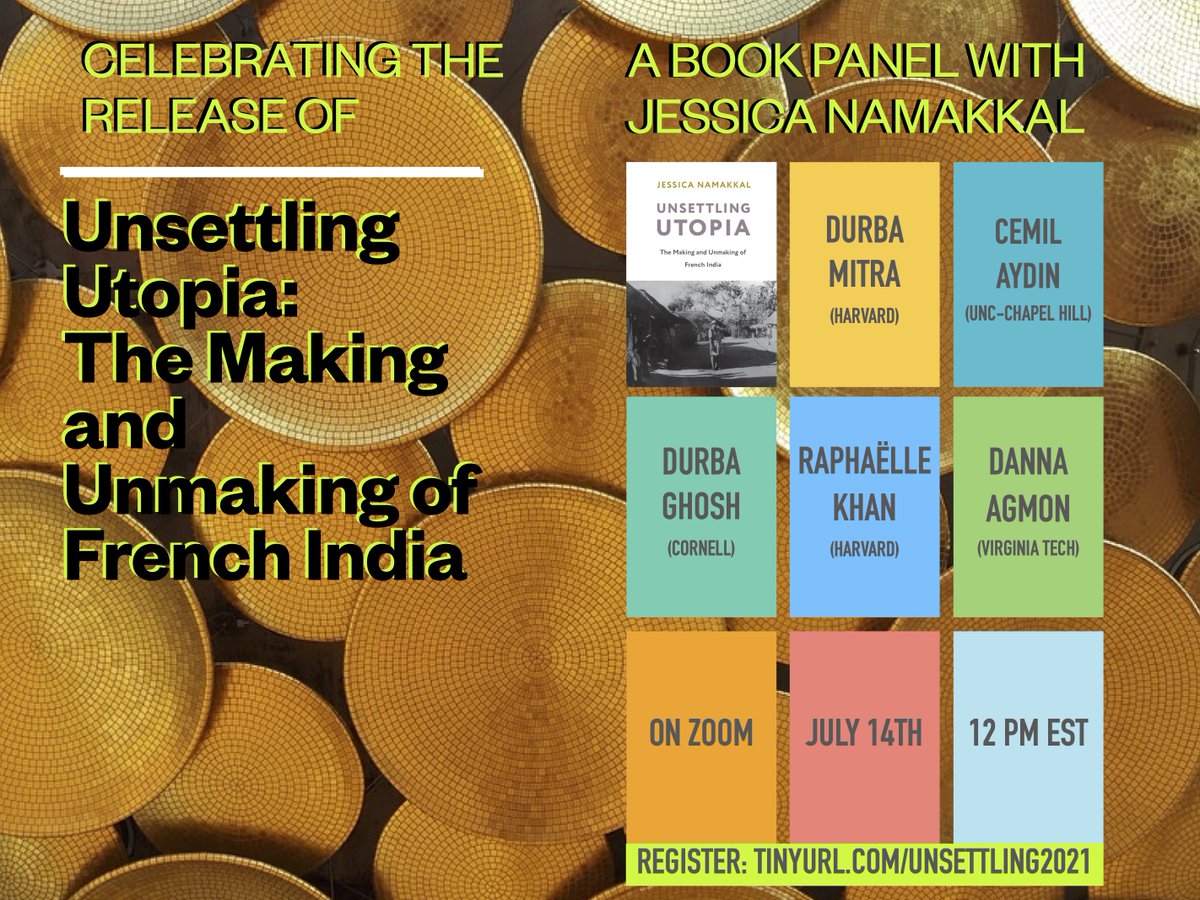 CELEBRATING THE
RELEASE OF
Unsettling
Utopia:
The Making
and
Unmaking of
French India
A BOOK PANEL WITH
JESSICA NAMAKKAL
JESSICA NAMAKKAL
UNSETTLING
UTOPIA
The Making and Unmaking of
French India
DURBA
MITRA
(HARVARD)
CEMIL
AYDIN
(UNC-CHAPEL HILL)
DURBA
GHOSH
(CORNELL)
RAPHAËLLE
KHAN
(HARVARD)
DANNA
AGMON
(VIRGINIA TECH)
ON ZOOM
JULY 14TH
12 PM EST
REGISTER: TINYURL.COM/UNSETTLING2021